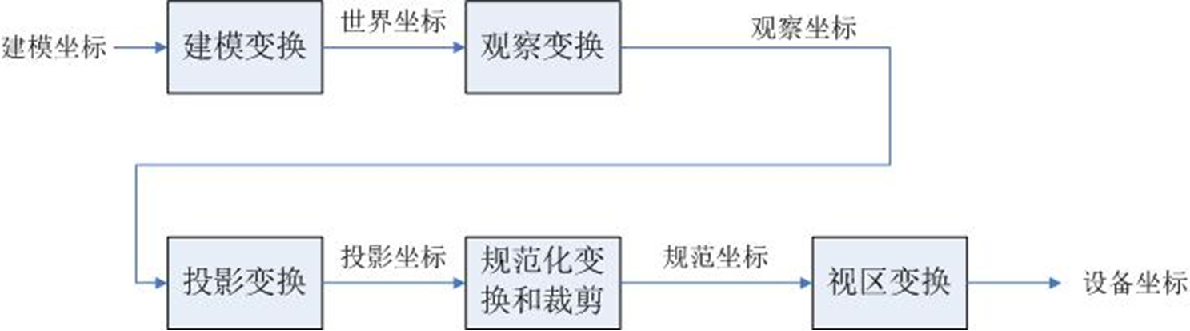 建模坐标
建模变换
世界坐标
观察变换
观察坐标
投影变换
投影坐标
规范化变
换和裁剪
规范坐标
视区变换
设备坐标